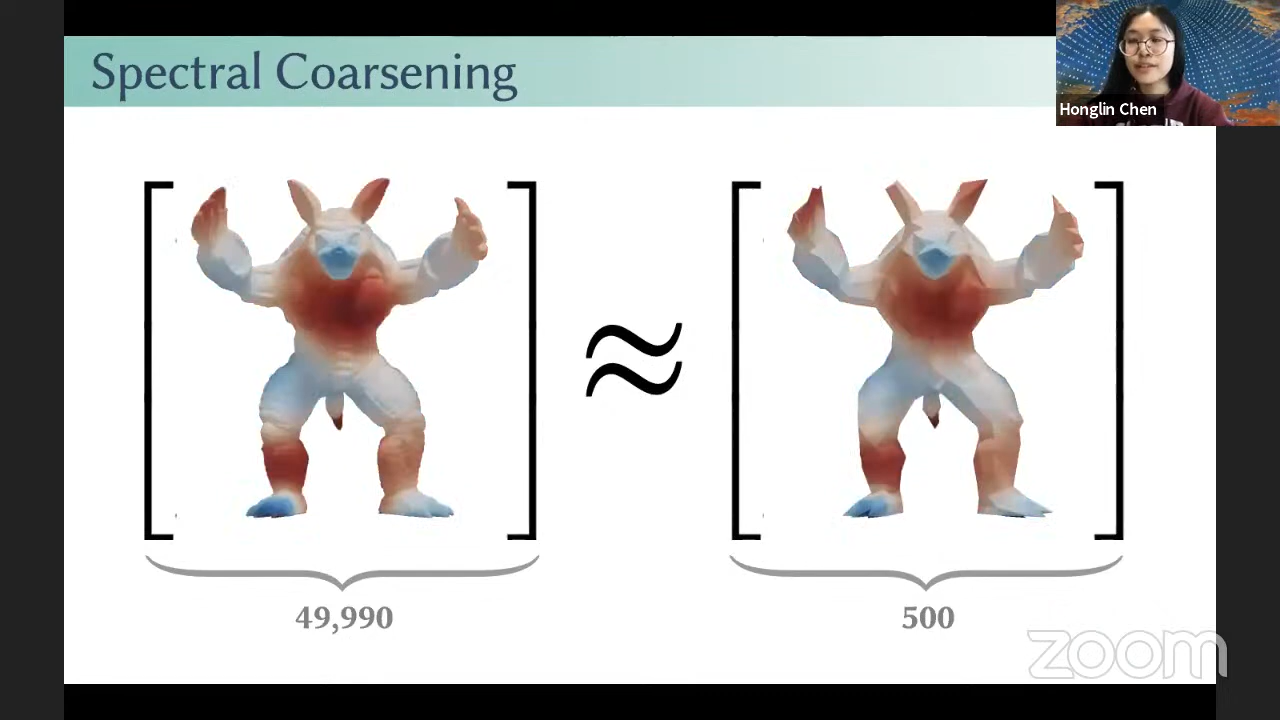 Spectral Coarsening
Honglin Chen
≈
49,990
500
zoom